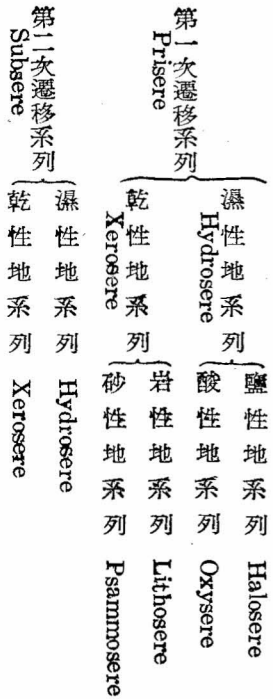 第一次遷移系列
Prisere
濕性地系列
Hydrosere
鹽性地系列 Halosere
酸性地系列 Oxysere
乾性地系列
Xerosere
岩性地系列 Lithosere
砂性地系列 Psammosere
第二次遷移系列
Subsere
濕性地系列 Hydrosere
乾性地系列 Xerosere